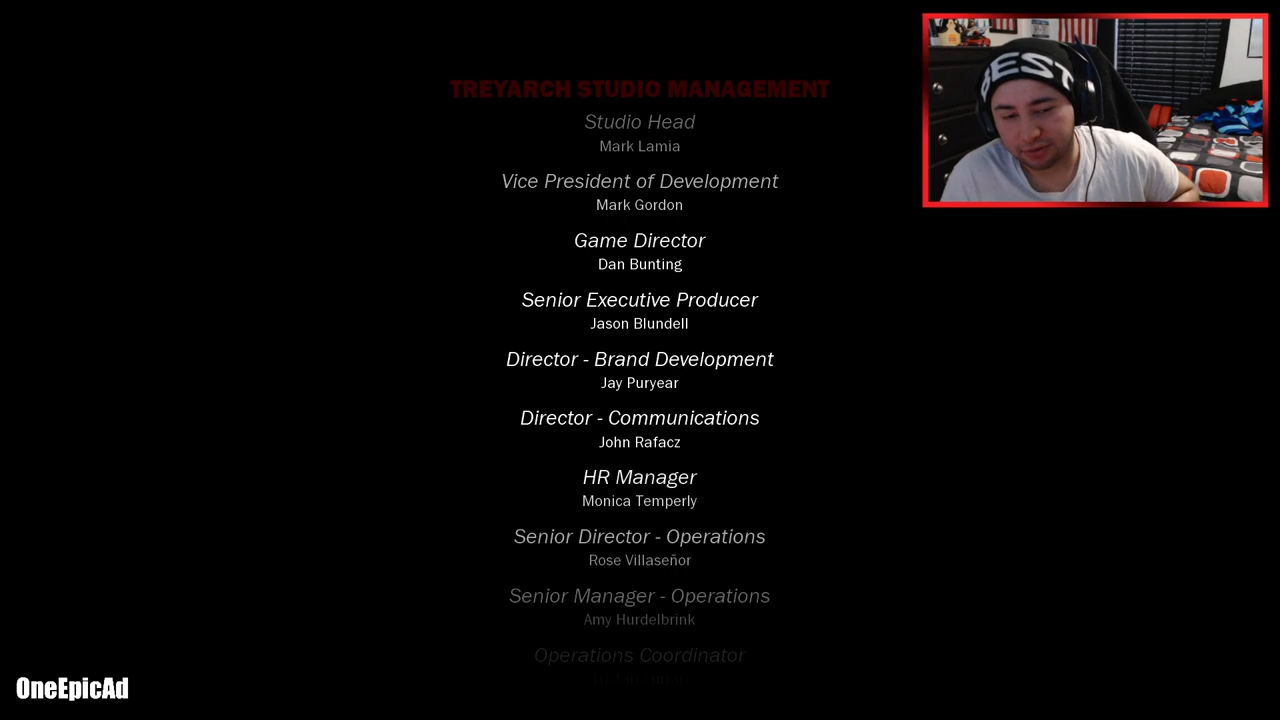 TREYARCH STUDIO MANAGEMENT
Studio Head
Mark Lamia
Vice President of Development
Mark Gordon
Game Director
Dan Bunting
Senior Executive Producer
Jason Blundell
Director - Brand Development
Jay Puryear
Director - Communications
John Rafacz
HR Manager
Monica Temperly
Senior Director - Operations
Rose Villaseñor
Senior Manager - Operations
Amy Hurdelbrink
Operations Coordinator
BEST
OneEpicAd